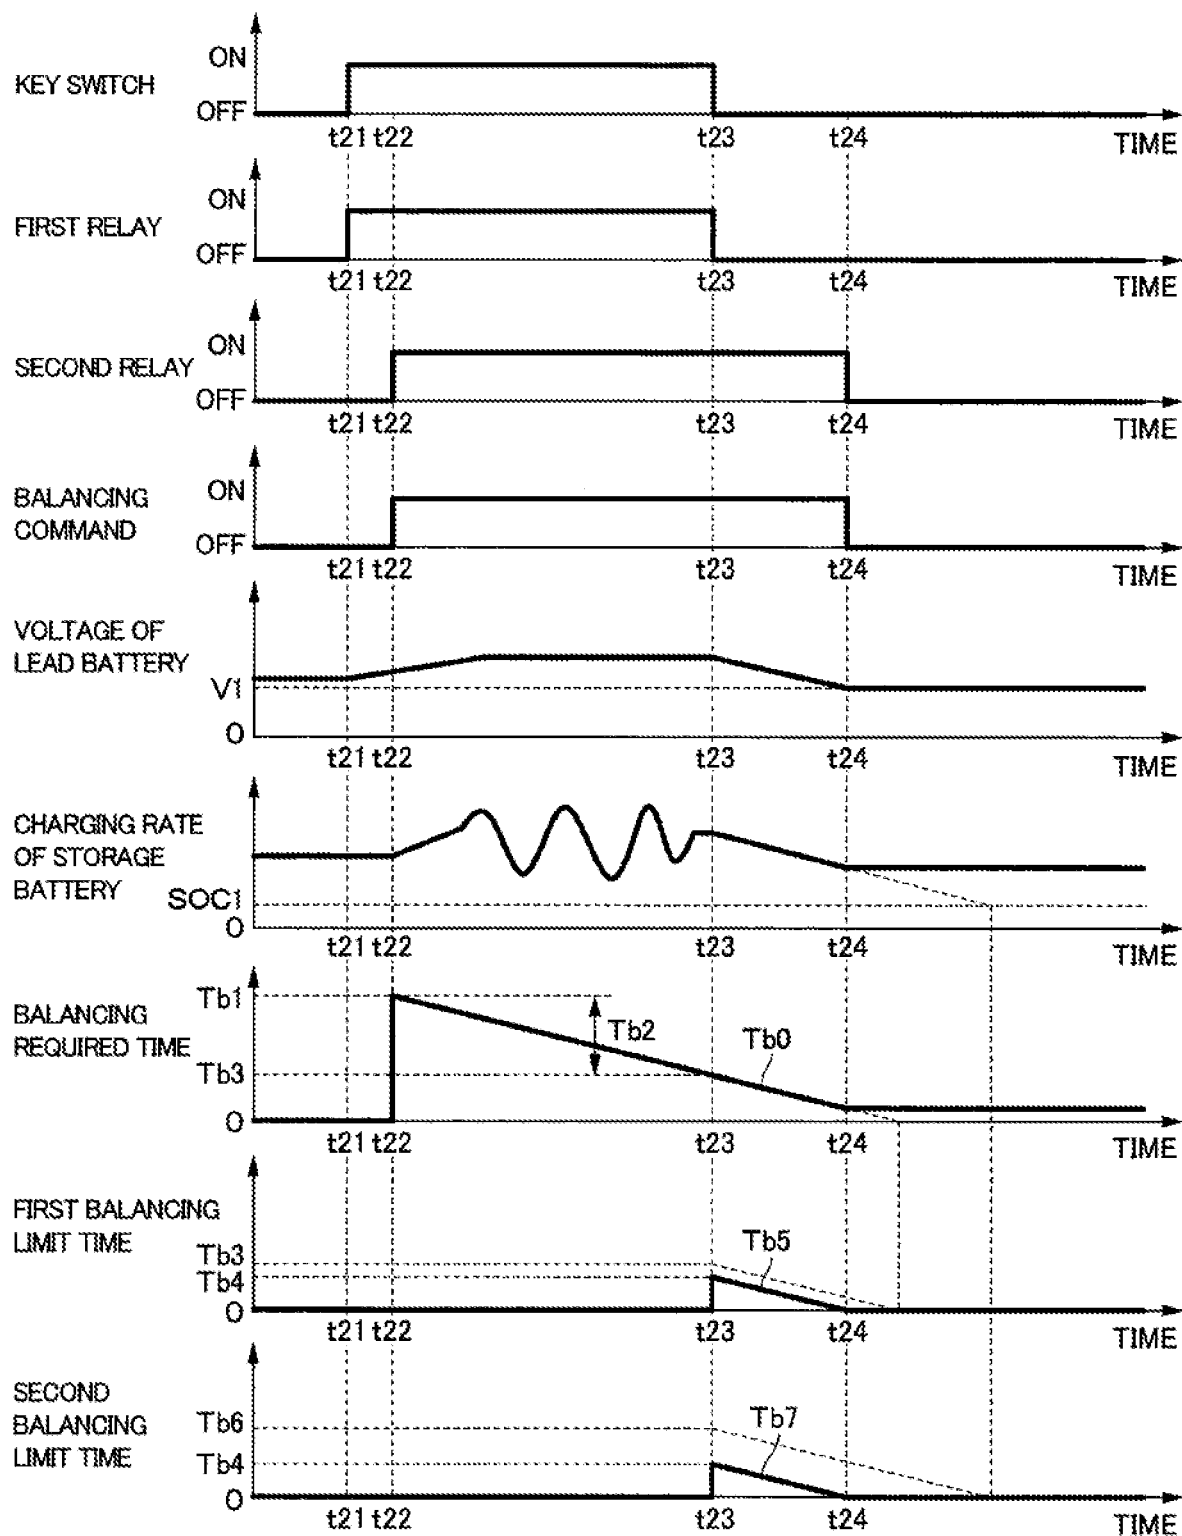 ON
KEY SWITCH
OFF
t21 t22 t23 t24 TIME
ON
FIRST RELAY
OFF
t21 t22 t23 t24 TIME
ON
SECOND RELAY
OFF
t21 t22 t23 t24 TIME
BALANCING ON
COMMAND
OFF
t21 t22 t23 t24 TIME
VOLTAGE OF
LEAD BATTERY
V1
0
t21 t22 t23 t24 TIME
CHARGING RATE
OF STORAGE
BATTERY
SOC1
0
t21 t22 t23 t24 TIME
Tb1
BALANCING
REQUIRED TIME
Tb2 Tb0
Tb3
0
t21 t22 t23 t24 TIME
FIRST BALANCING
LIMIT TIME
Tb3 Tb5
Tb4
0
t21 t22 t23 t24 TIME
SECOND
BALANCING
LIMIT TIME
Tb6 Tb7
Tb4
0
t21 t22 t23 t24 TIME